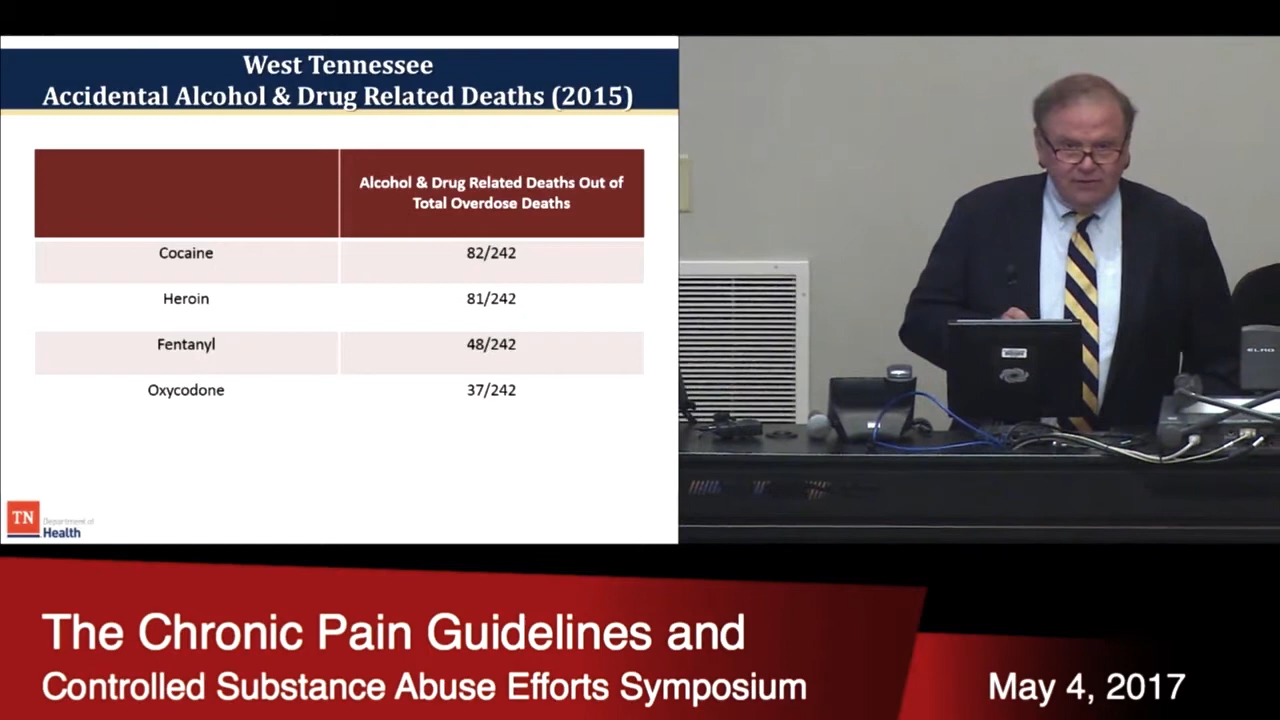 West Tennessee
Accidental Alcohol & Drug Related Deaths (2015)
Alcohol & Drug Related Deaths Out of
Total Overdose Deaths
Cocaine 82/242
Heroin 81/242
Fentanyl 48/242
Oxycodone 37/242
TN
Department of
Health
ELMO
The Chronic Pain Guidelines and
Controlled Substance Abuse Efforts Symposium
May 4, 2017